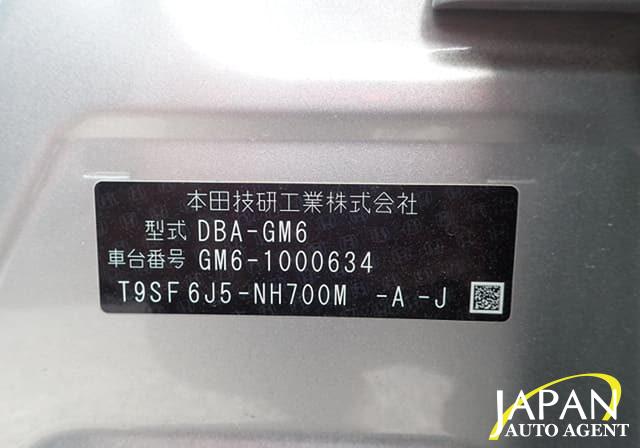 本田技研工業株式会社
型式 DBA-GM6
車台番号 GM6-1000634
T9SF6J5-NH700M -A-J
JAPAN
AUTO AGENT